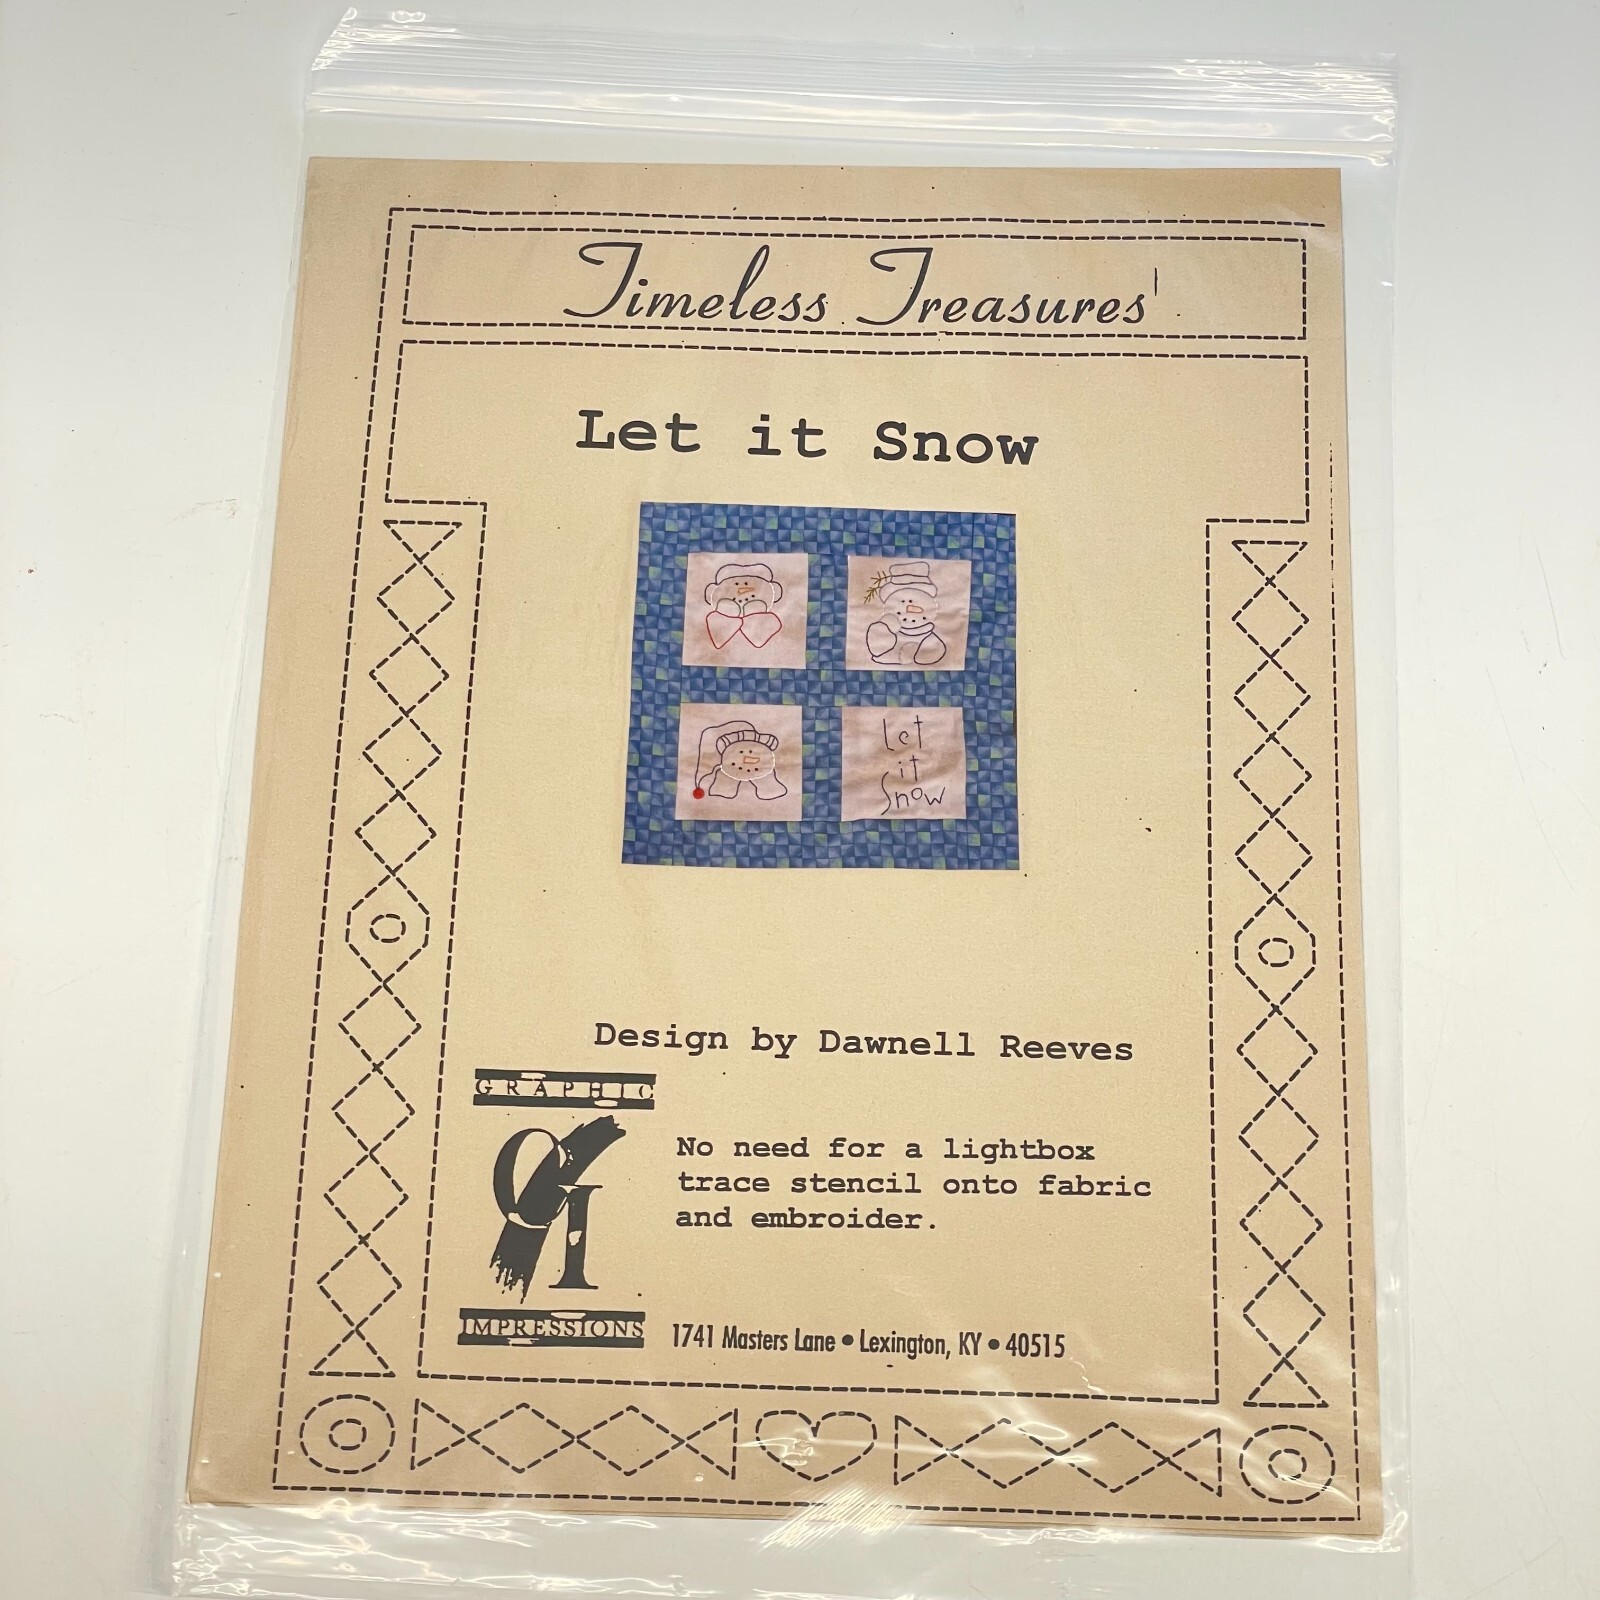 Timeless Treasures
Let it Snow
Let
it
Snow
Design by Dawnell Reeves
GRAPHIC
GI
IMPRESSIONS
No need for a lightbox
trace stencil onto fabric
and embroider.
1741 Masters Lane • Lexington, KY • 40515